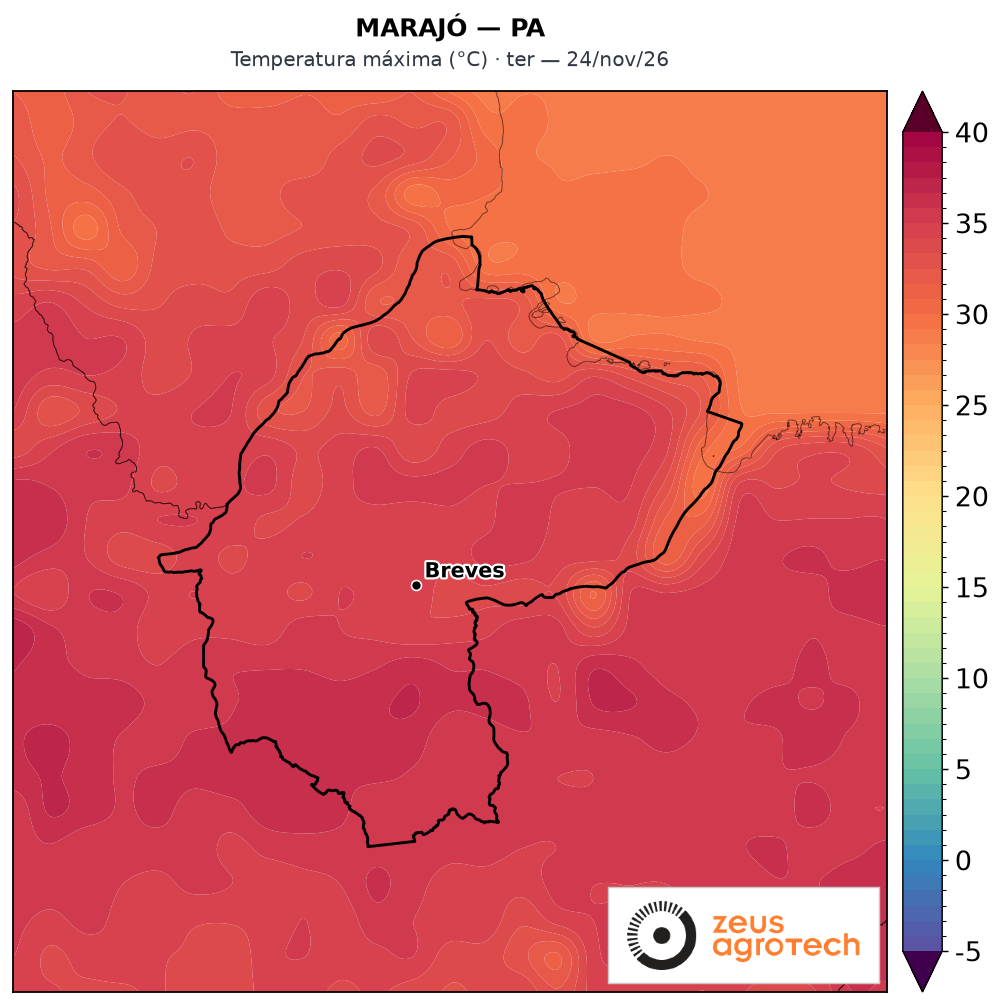 MARAJÓ — PA
Temperatura máxima (°C) · ter — 24/nov/26
40
35
30
25
20
15
10
5
0
-5
Breves
zeus
agrotech